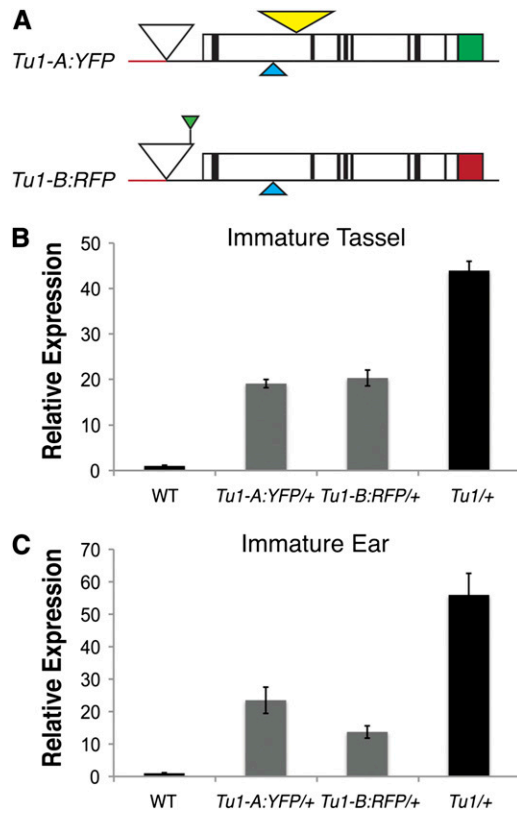 A
Tu1-A:YFP
Tu1-B:RFP
B
Immature Tassel
Relative Expression
50
40
30
20
10
0
WT Tu1-A:YFP/+ Tu1-B:RFP/+ Tu1/+
C
Immature Ear
Relative Expression
70
60
50
40
30
20
10
0
WT Tu1-A:YFP/+ Tu1-B:RFP/+ Tu1/+